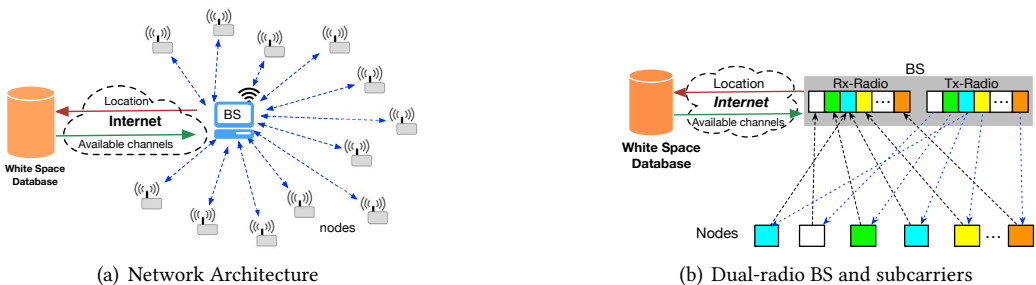 Location
Internet
Available channels
White Space
Database
BS
nodes
(a) Network Architecture
BS
Rx-Radio
Tx-Radio
Location
Internet
Available channels
White Space
Database
Nodes
(b) Dual-radio BS and subcarriers